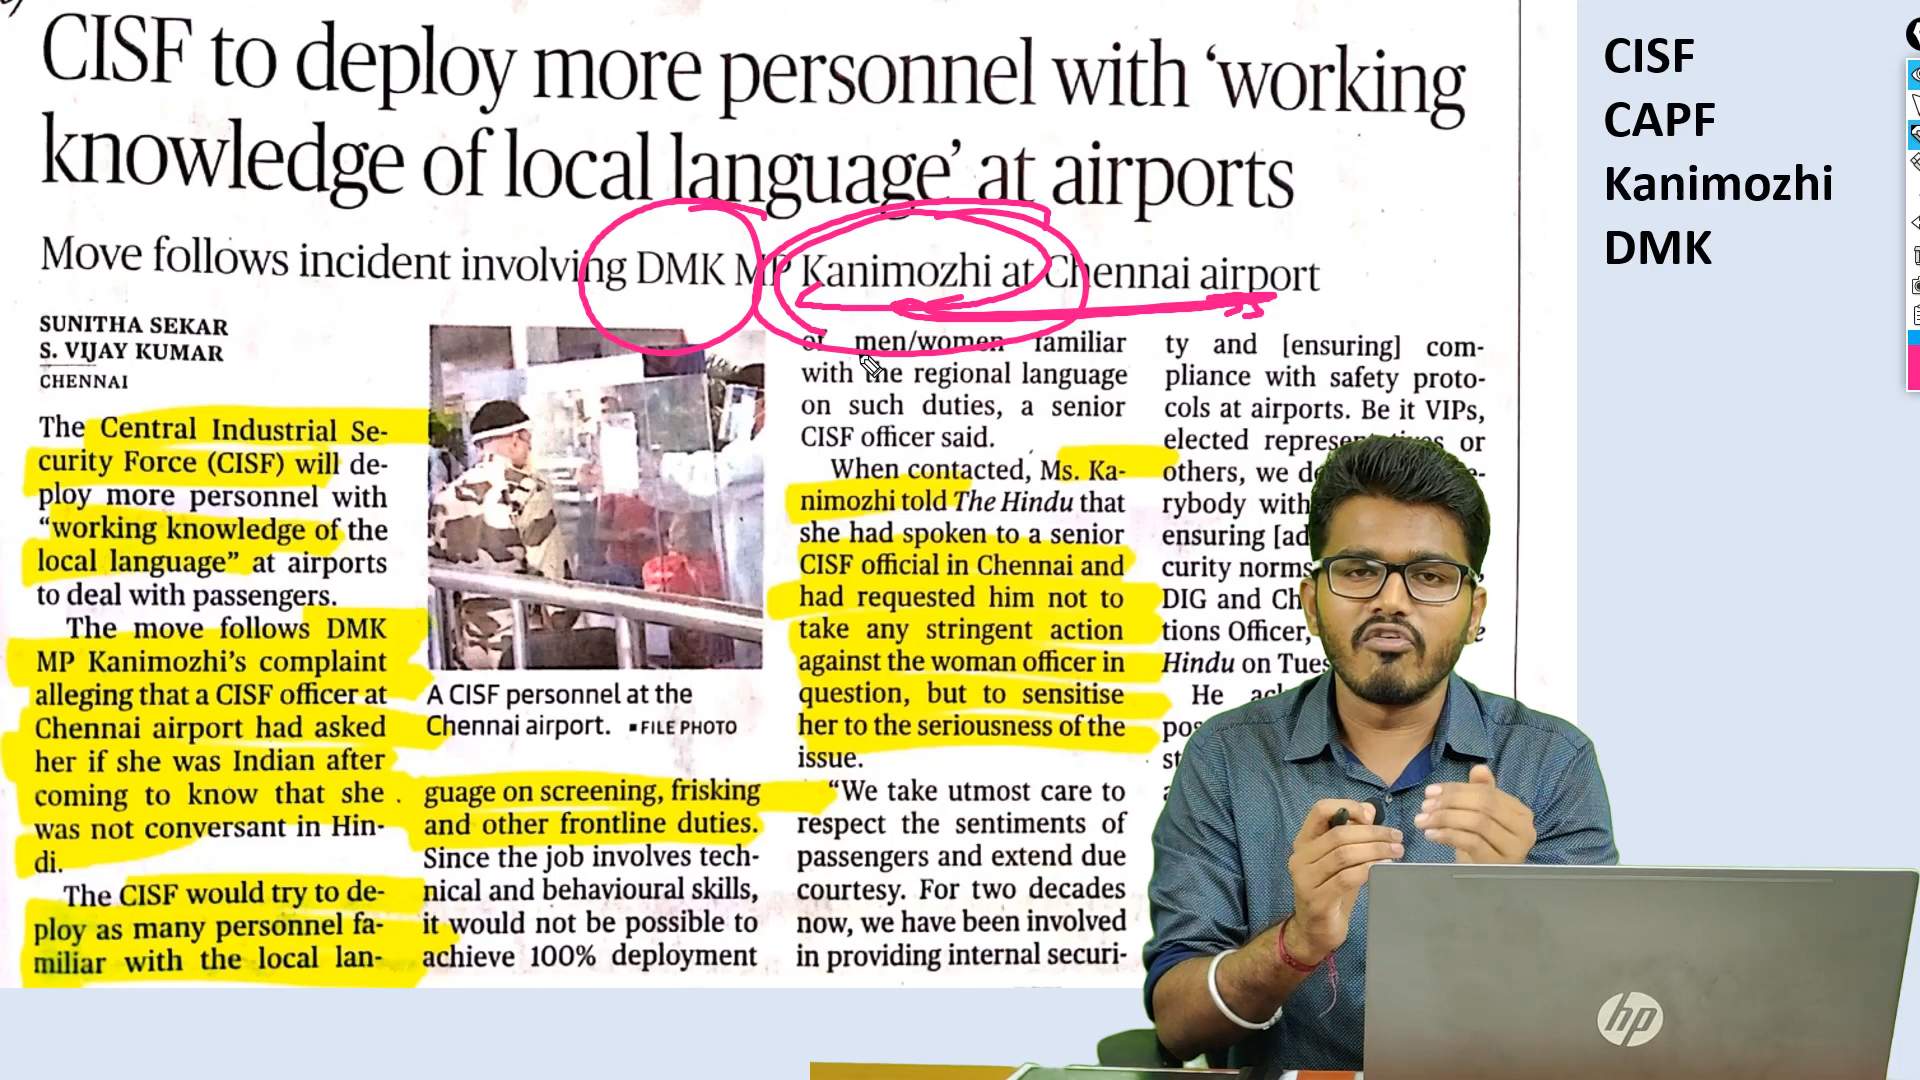 CISF to deploy more personnel with ‘working
knowledge of local language’ at airports
Move follows incident involving DMK MP Kanimozhi at Chennai airport
SUNITHA SEKAR
S. VIJAY KUMAR
CHENNAI
The Central Industrial Se-
curity Force (CISF) will de-
ploy more personnel with
“working knowledge of the
local language” at airports
to deal with passengers.
The move follows DMK
MP Kanimozhi’s complaint
alleging that a CISF officer at
Chennai airport had asked
her if she was Indian after
coming to know that she
was not conversant in Hin-
di.
The CISF would try to de-
ploy as many personnel fa-
miliar with the local lan-
A CISF personnel at the
Chennai airport. ▪FILE PHOTO
guage on screening, frisking
and other frontline duties.
Since the job involves tech-
nical and behavioural skills,
it would not be possible to
achieve 100% deployment
of men/women familiar
with the regional language
on such duties, a senior
CISF officer said.
When contacted, Ms. Ka-
nimozhi told The Hindu that
she had spoken to a senior
CISF official in Chennai and
had requested him not to
take any stringent action
against the woman officer in
question, but to sensitise
her to the seriousness of the
issue.
“We take utmost care to
respect the sentiments of
passengers and extend due
courtesy. For two decades
now, we have been involved
in providing internal securi-
ty and [ensuring] com-
pliance with safety proto-
cols at airports. Be it VIPs,
elected representatives or
others, we
rybody with
ensuring
curity norms
DIG and
tions Officer,
Hindu on
He
CISF
CAPF
Kanimozhi
DMK
hp